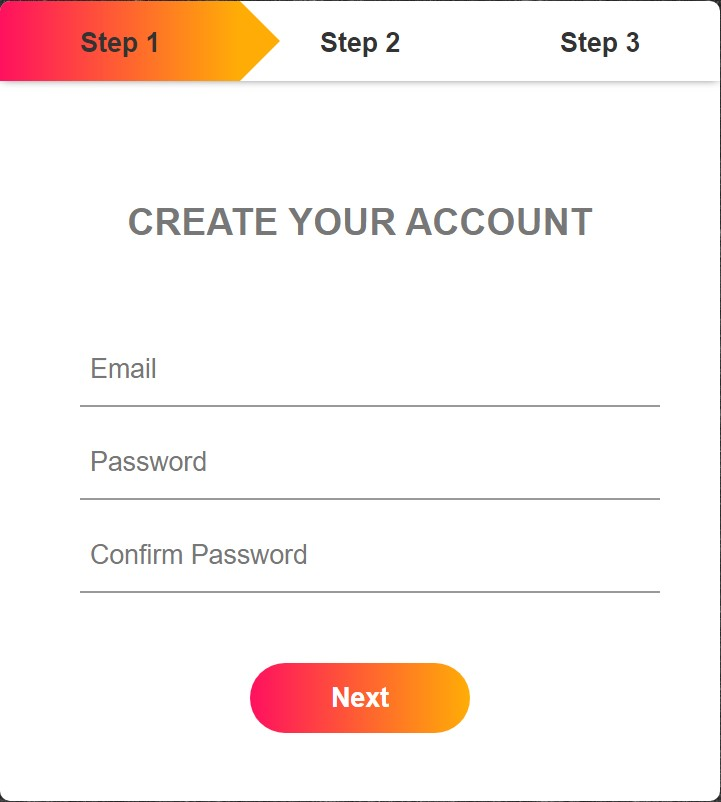 Step 1 Step 2 Step 3
CREATE YOUR ACCOUNT
Email
Password
Confirm Password
Next